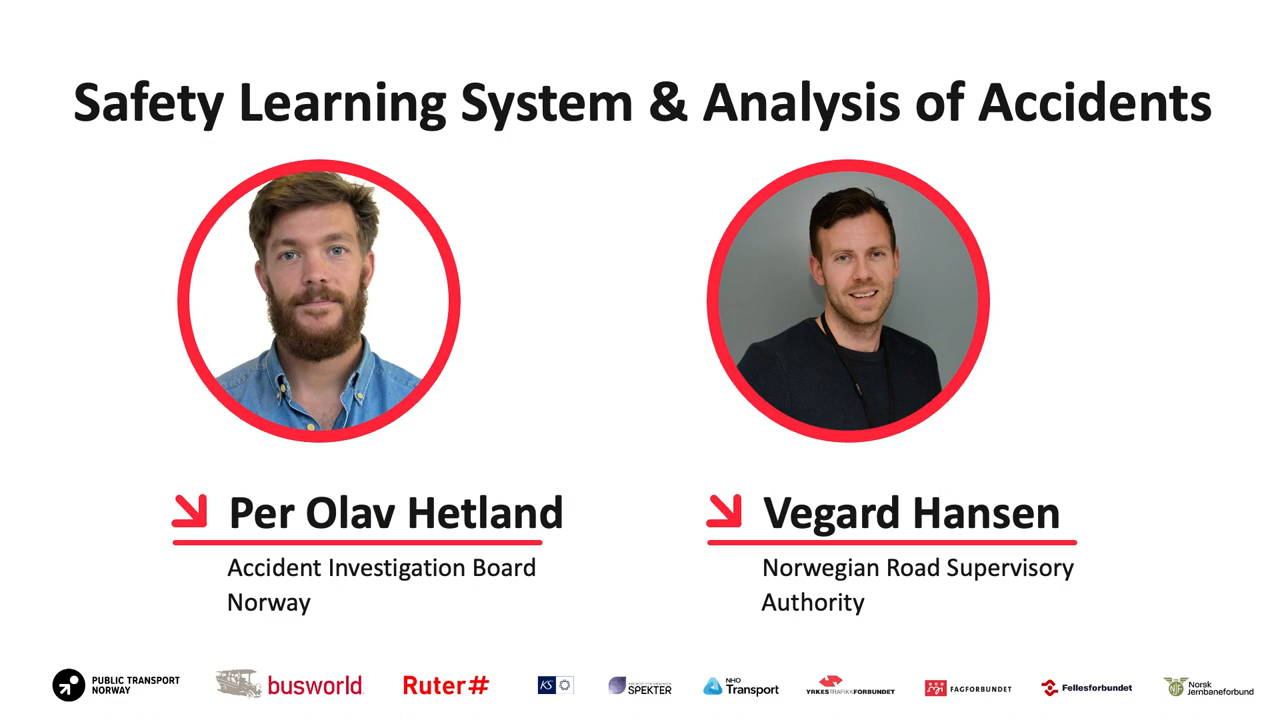 Safety Learning System & Analysis of Accidents
Per Olav Hetland
Accident Investigation Board
Norway
Vegard Hansen
Norwegian Road Supervisory
Authority
PUBLIC TRANSPORT
NORWAY
busworld
Ruter#
KS
SPEKTER
NHO
Transport
YRKESTRAFIKKFORBUNDET
FAGFORBUNDET
Fellesforbundet
Norsk
Jernbaneforbund